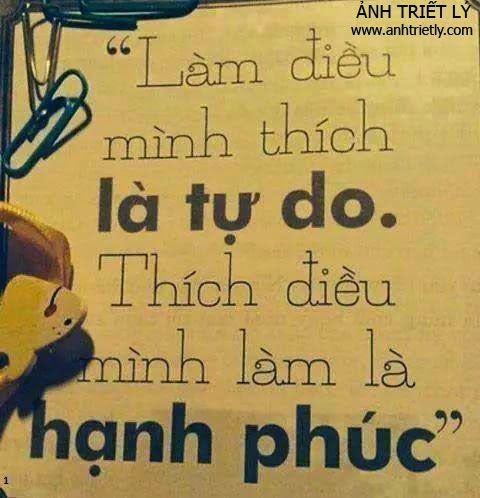 ẢNH TRIẾT LÝ
www.anhtrietly.com
“Làm điều
mình thích
là tự do.
Thích điều
mình làm là
hạnh phúc”
1